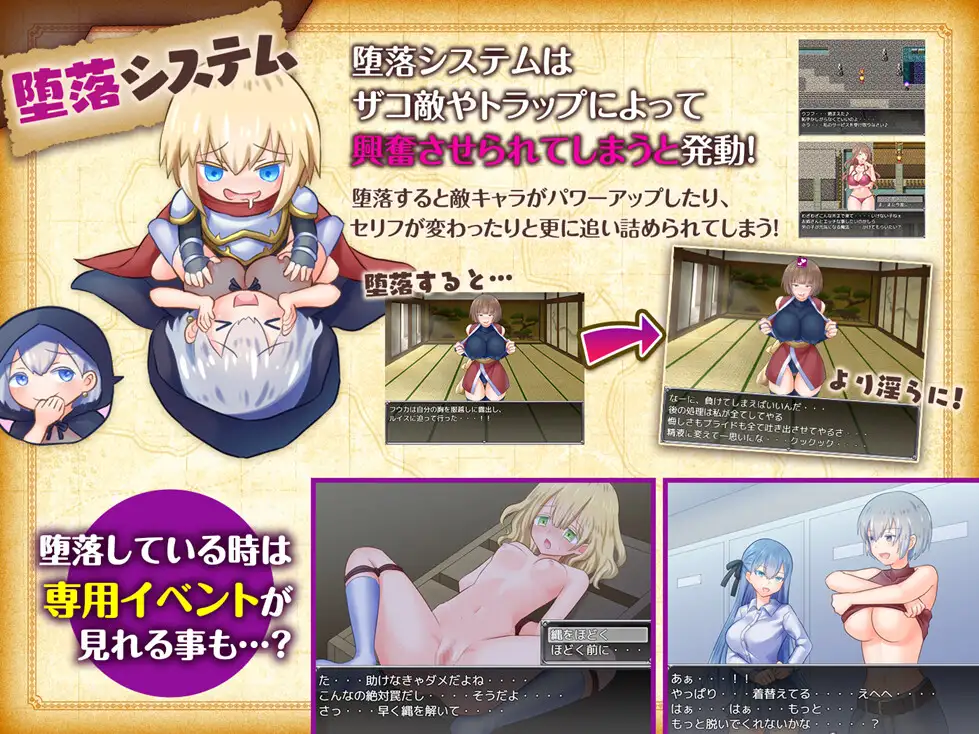 堕落システム
堕落システムは
ザコ敵やトラップによって
興奮させられてしまうと発動!
堕落すると敵キャラがパワーアップしたり、
セリフが変わったりと更に追い詰められてしまう!
堕落すると…
フウカは自分の胸を服越しに露出し、
ルイスに迫って行った・・・!!
なーに、負けてしまえばいいんだ・・・
後の処理は私が全てしてやる
悔しさもプライドも全て吐き出させてやるさ・・・・
精液に変えて一思いにな・・・クックック・・・
より淫らに!
堕落している時は
専用イベントが
見れる事も…?
縄をほどく
ほどく前に・・・
た・・・助けなきゃダメだよね・・・・
こんなの絶対罠だし・・・・そうだよ・・・・
さっ・・・早く縄を解いて・・・・
あぁ・・・!!
やっぱり・・・着替えてる・・・・えへへ・・・・
はぁ・・・はぁ・・・もっと・・・
もっと脱いでくれないかな・・・・・?